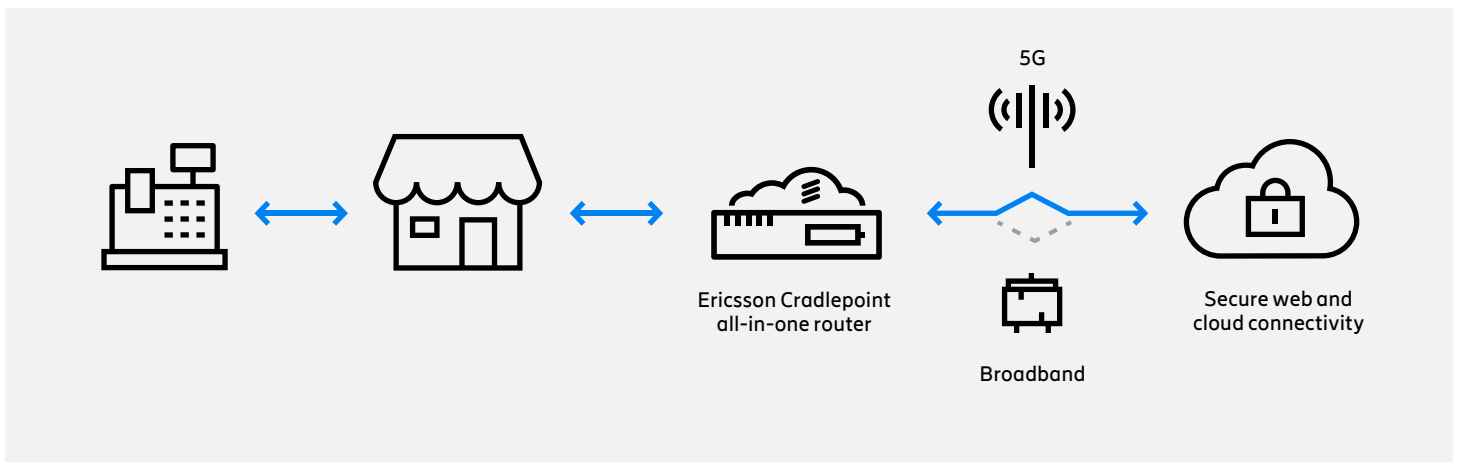 5G
Ericsson Cradlepoint
all-in-one router
Secure web and
cloud connectivity
Broadband